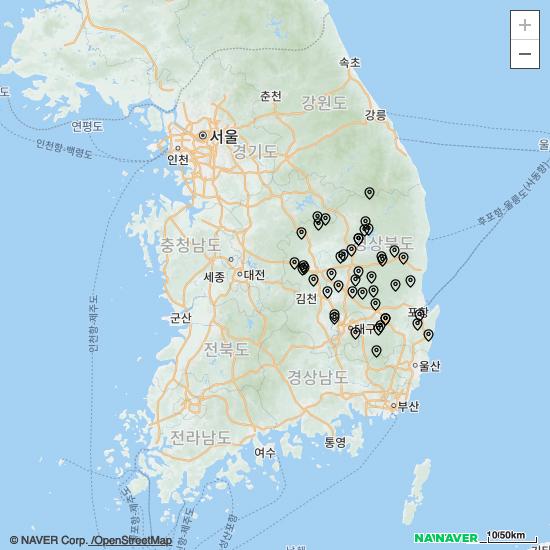 +
−
속초
도
춘천
강원도
강릉
연평도
서울
울
인천항-백령도
인천
경기도
후포항-울릉도(사동항)
충청남도
경상북도
세종
대전
김천
인천항-제주도
군산
포항
대구
전북도
경상남도
울산
부산
전라남도
통영
여수
© NAVER Corp. /OpenStreetMap
NAVER
10/50km